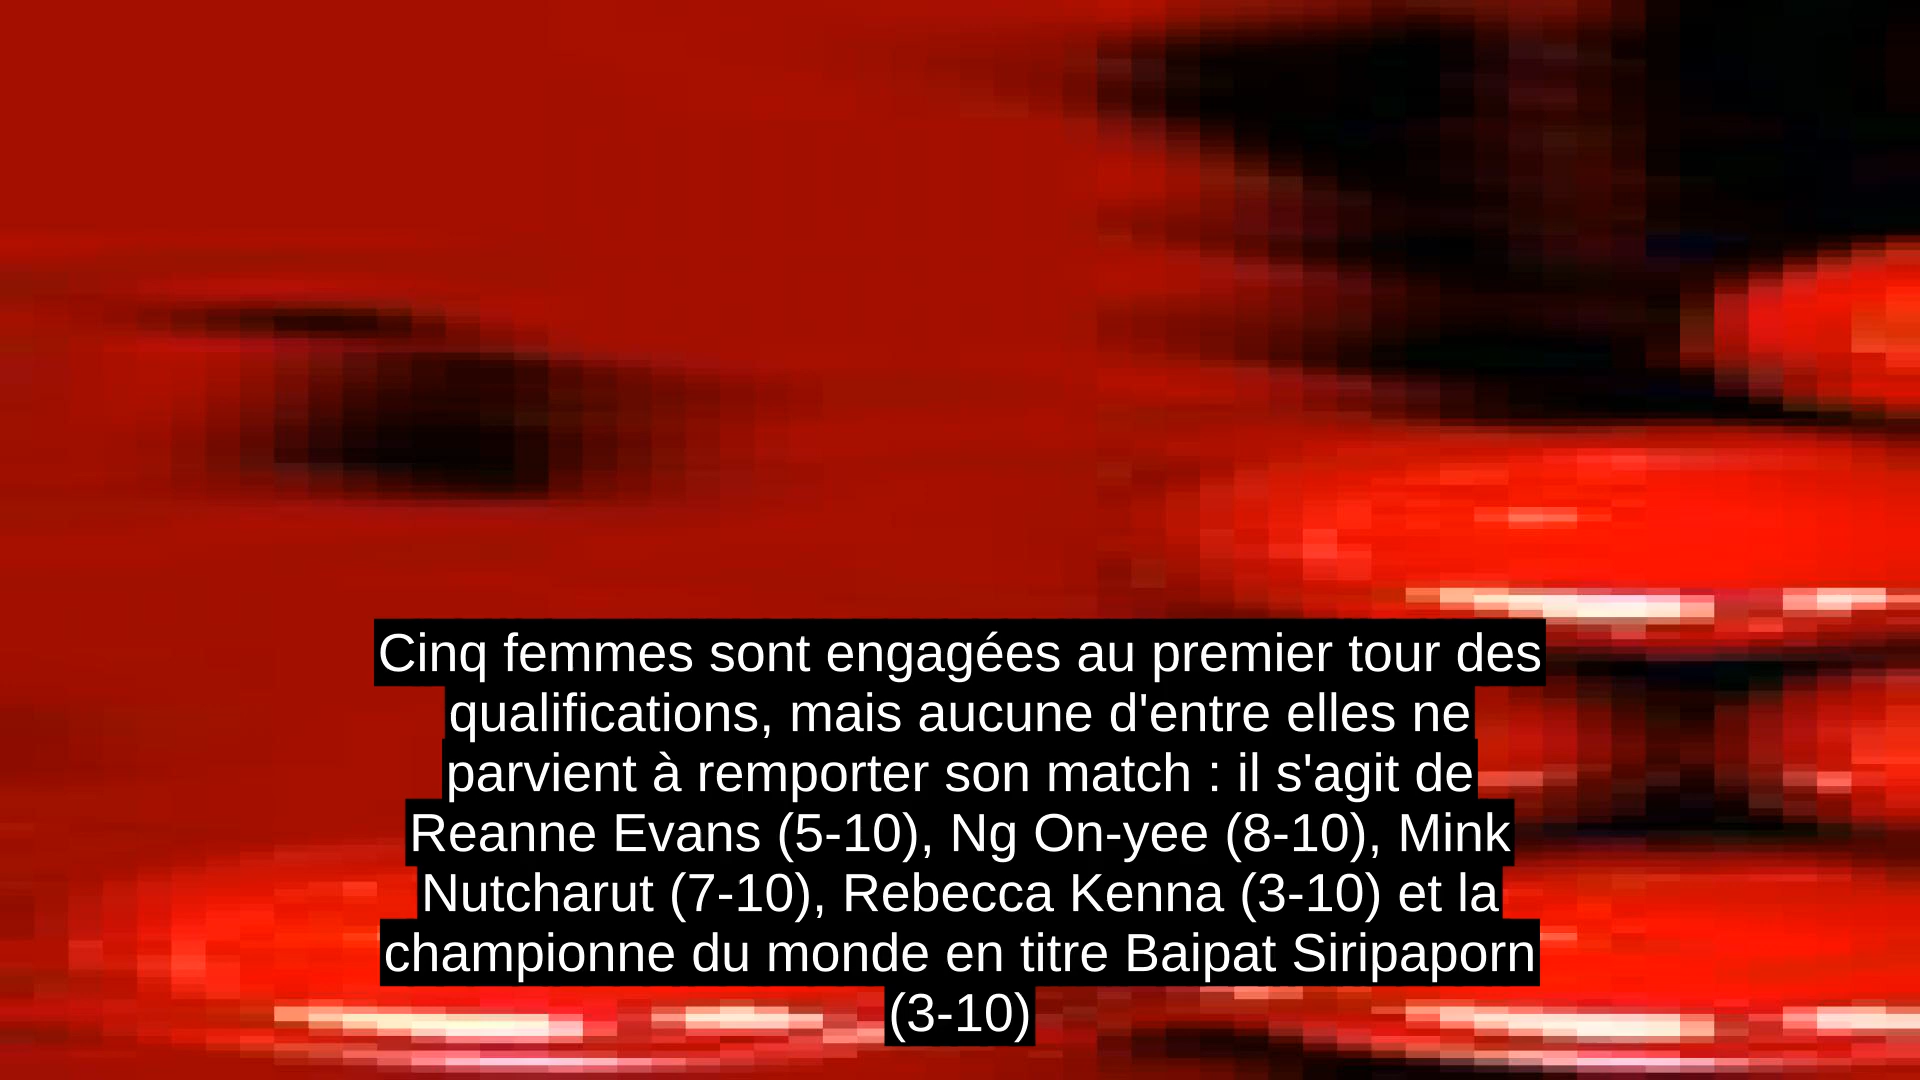 Cinq femmes sont engagées au premier tour des
qualifications, mais aucune d'entre elles ne
parvient à remporter son match : il s'agit de
Reanne Evans (5-10), Ng On-yee (8-10), Mink
Nutcharut (7-10), Rebecca Kenna (3-10) et la
championne du monde en titre Baipat Siripaporn
(3-10)